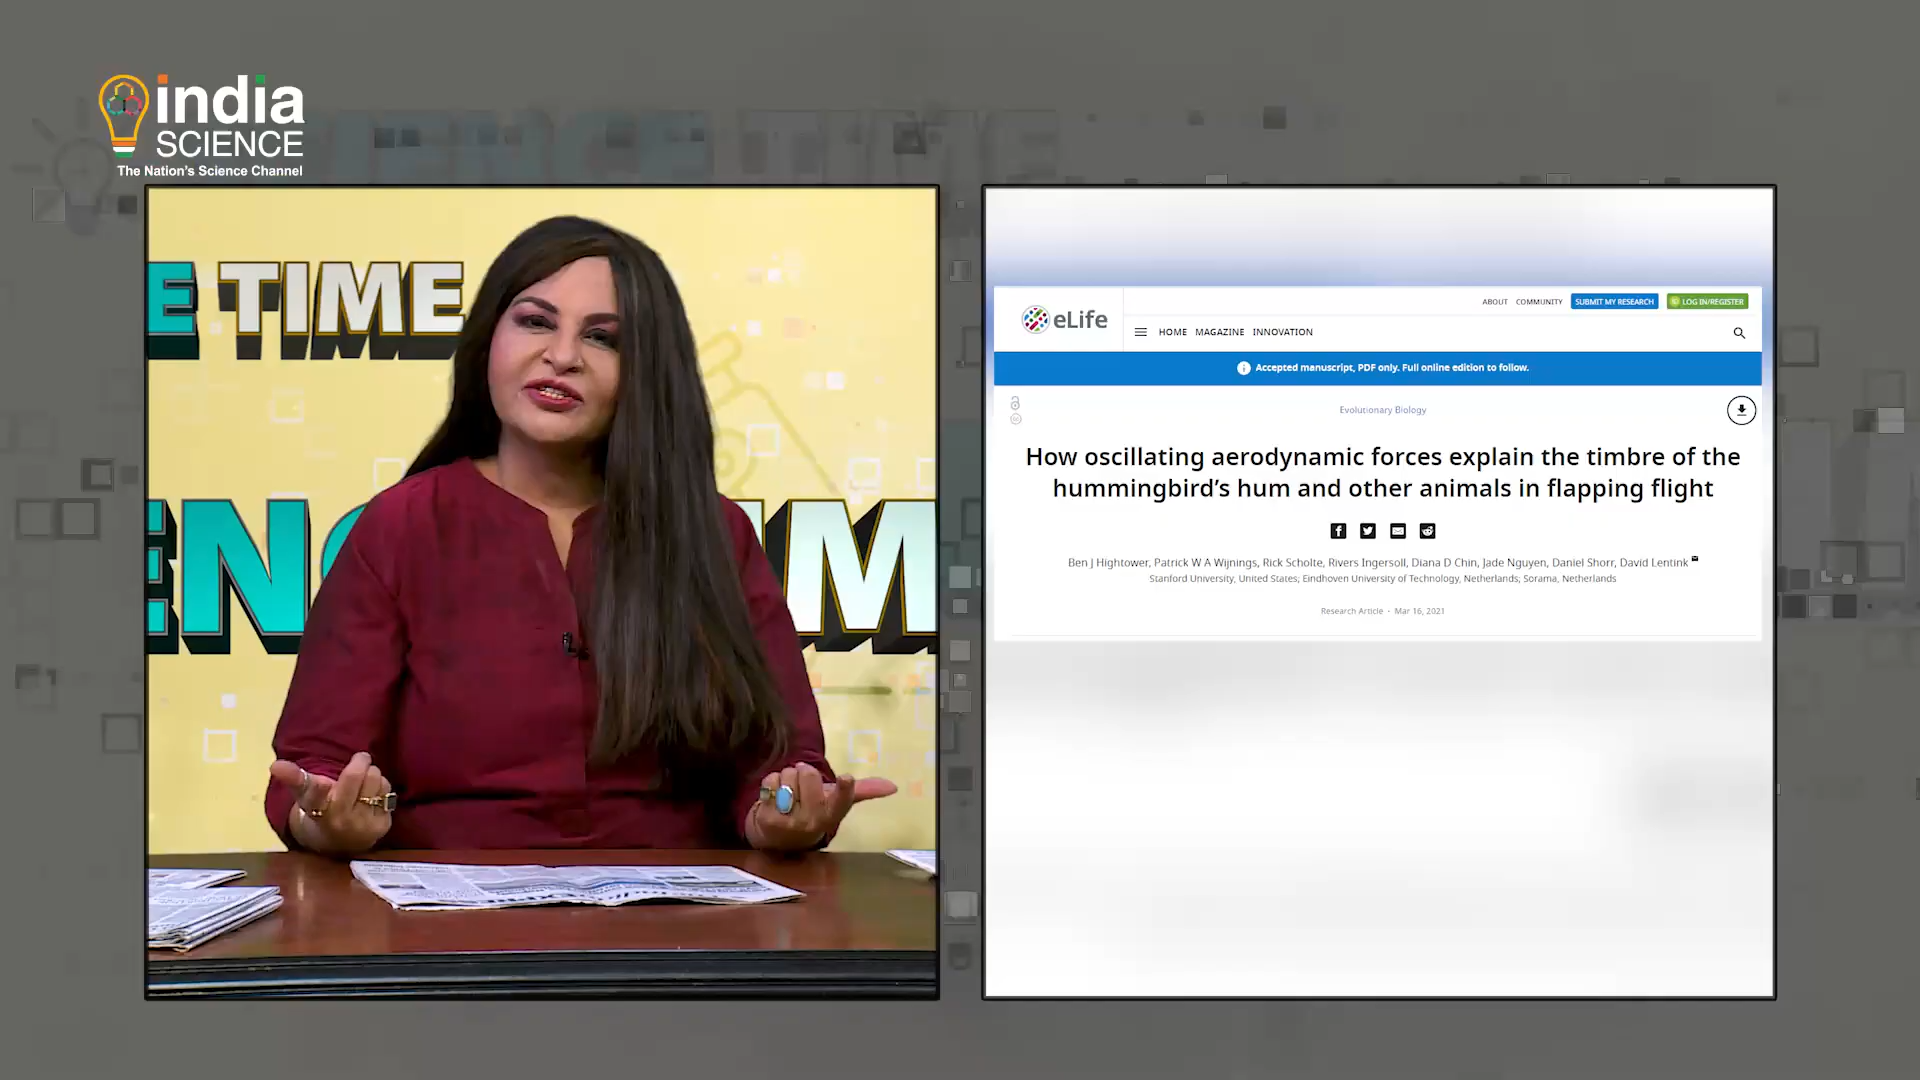 india
SCIENCE
The Nation's Science Channel
E TIME
ENC IM
eLife
ABOUT COMMUNITY SUBMIT MY RESEARCH LOG IN/REGISTER
HOME MAGAZINE INNOVATION
Accepted manuscript, PDF only. Full online edition to follow.
Evolutionary Biology
How oscillating aerodynamic forces explain the timbre of the
hummingbird's hum and other animals in flapping flight
Ben J Hightower, Patrick W A Wijnings, Rick Scholte, Rivers Ingersoll, Diana D Chin, Jade Nguyen, Daniel Shorr, David Lentink
Stanford University, United States; Eindhoven University of Technology, Netherlands; Sorama, Netherlands
Research Article · Mar 16, 2021